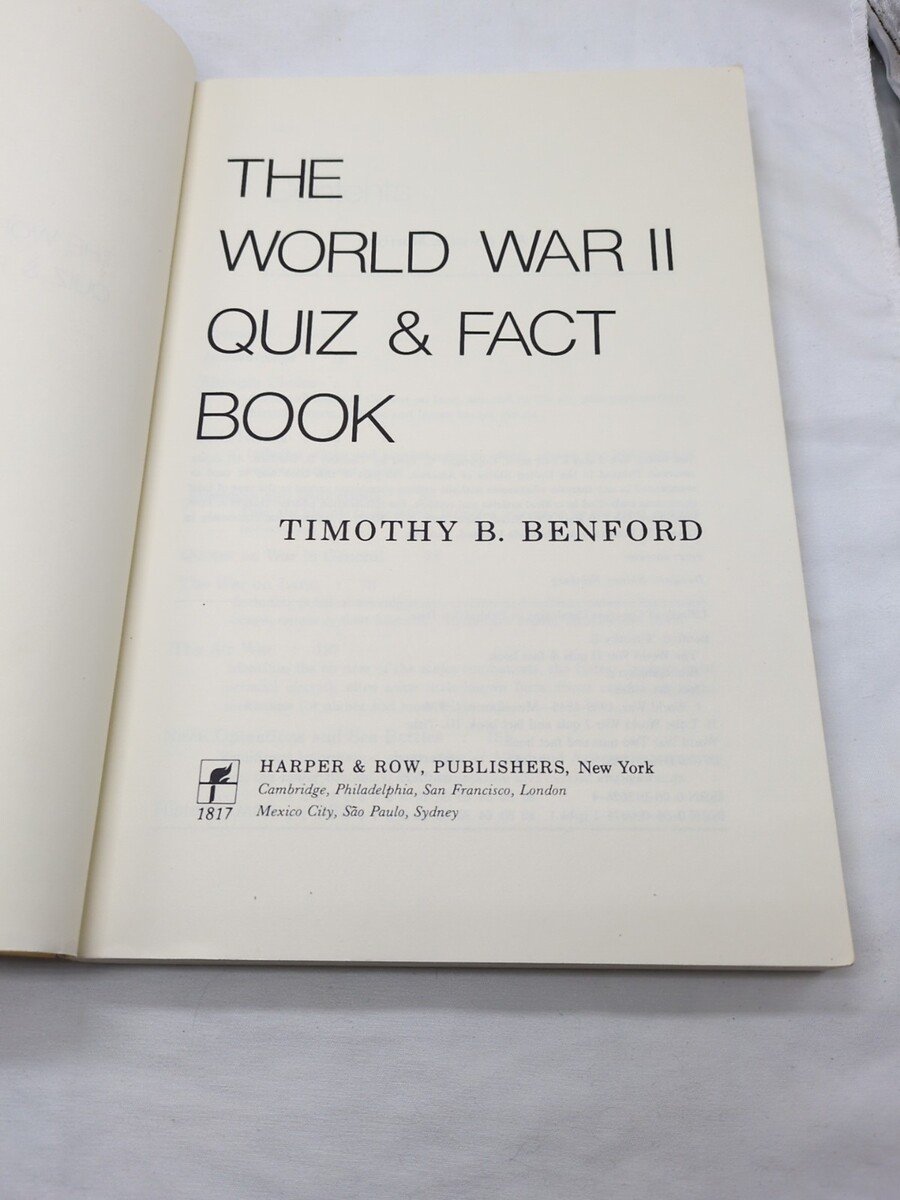 THE
WORLD WAR II
QUIZ & FACT
BOOK
TIMOTHY B. BENFORD
HARPER & ROW, PUBLISHERS, New York
Cambridge, Philadelphia, San Francisco, London
1817 Mexico City, São Paulo, Sydney